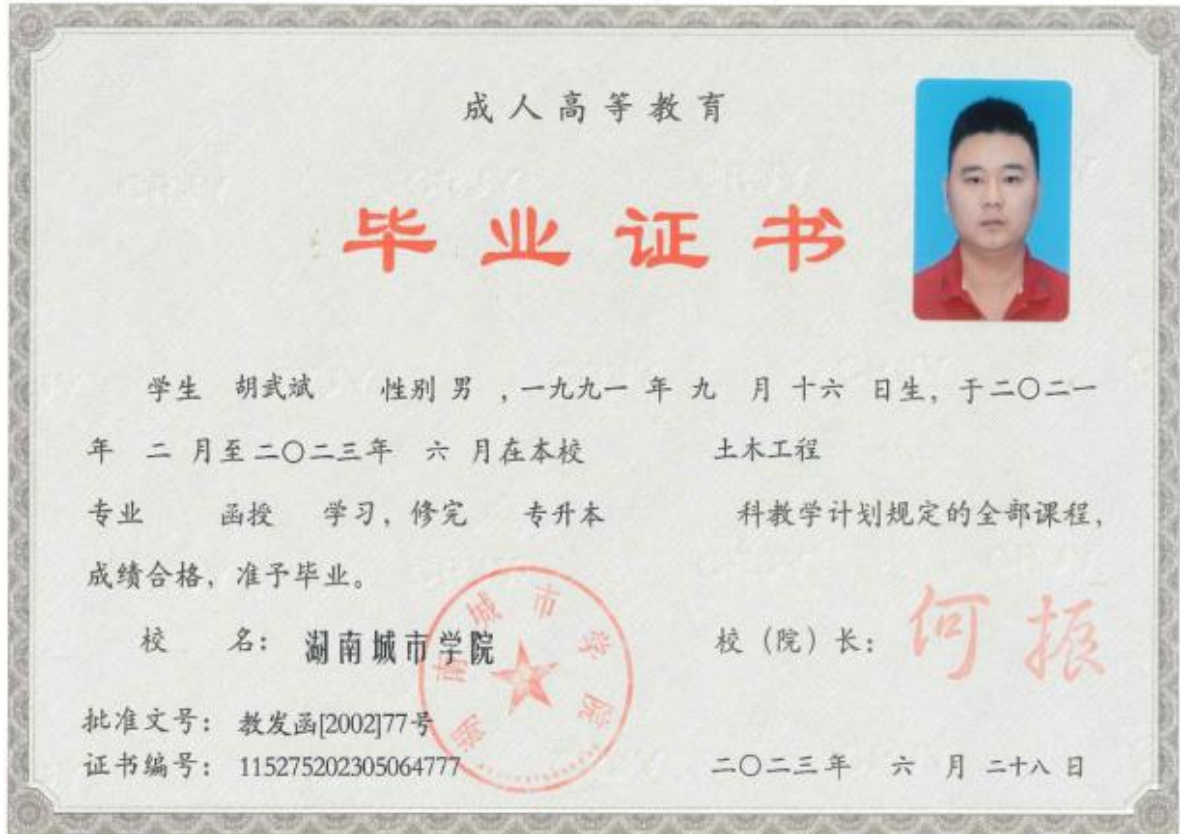 成人高等教育
毕业证书
学生 胡武斌 性别 男 ，一九九一 年 九 月 十六 日生，于二〇二一
年 二 月至二〇二三年 六 月在本校 土木工程
专业 函授 学习，修完 专升本 科教学计划规定的全部课程，
成绩合格，准予毕业。
校 名： 湖南城市学院
校（院）长： 何振
湖南城市学院
批准文号： 教发函[2002]77号
证书编号： 115275202305064777
二〇二三年 六 月 二十八 日